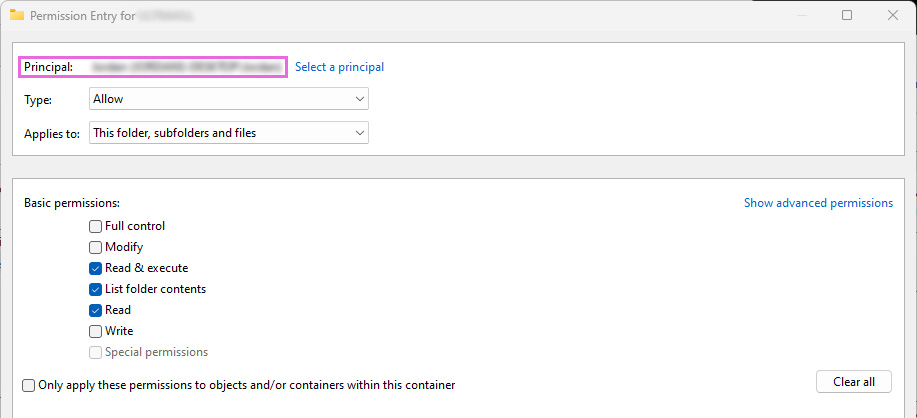 Permission Entry for
Principal: Select a principal
Type: Allow
Applies to: This folder, subfolders and files
Basic permissions: Show advanced permissions
Full control
Modify
Read & execute
List folder contents
Read
Write
Special permissions
Only apply these permissions to objects and/or containers within this container
Clear all